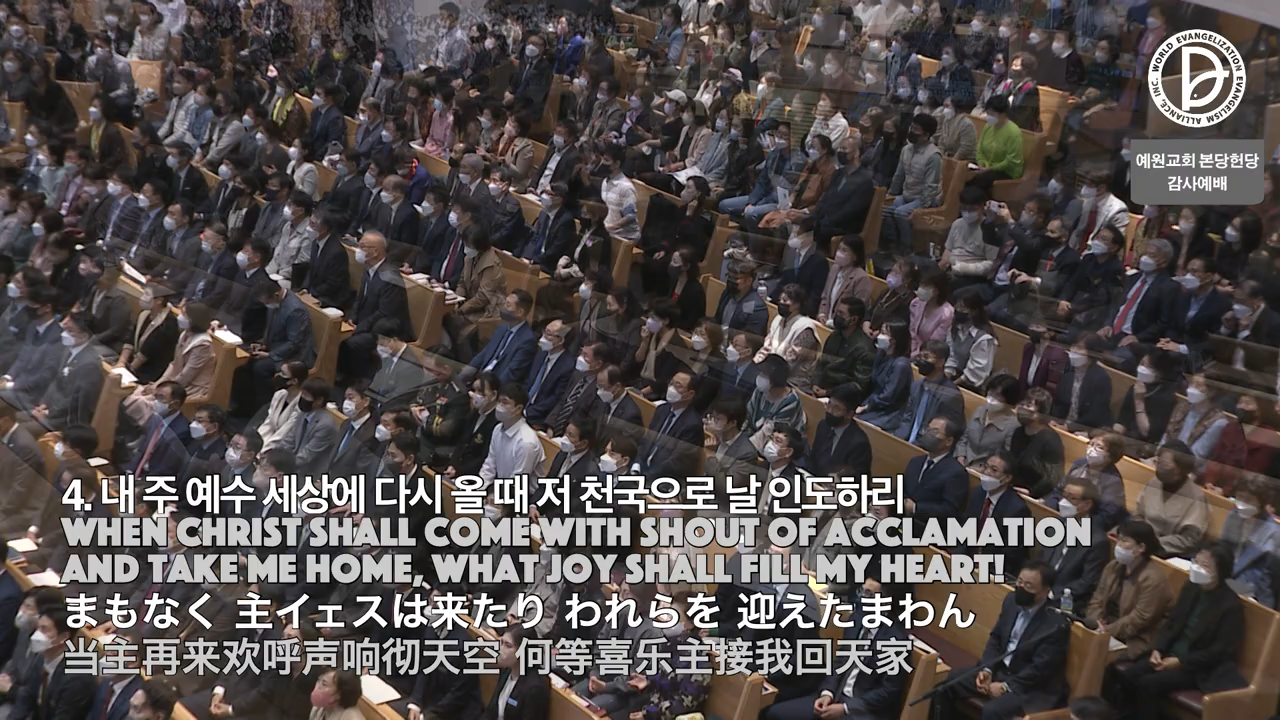 WORLD EVANGELIZATION EVANGELISM ALLIANCE, INC.
예원교회 본당헌당
감사예배
4. 내 주 예수 세상에 다시 올 때 저 천국으로 날 인도하리
WHEN CHRIST SHALL COME WITH SHOUT OF ACCLAMATION
AND TAKE ME HOME, WHAT JOY SHALL FILL MY HEART!
まもなく 主イェスは来たり われらを 迎えたまわん
当主再来欢呼声响彻天空 何等喜乐主接我回天家